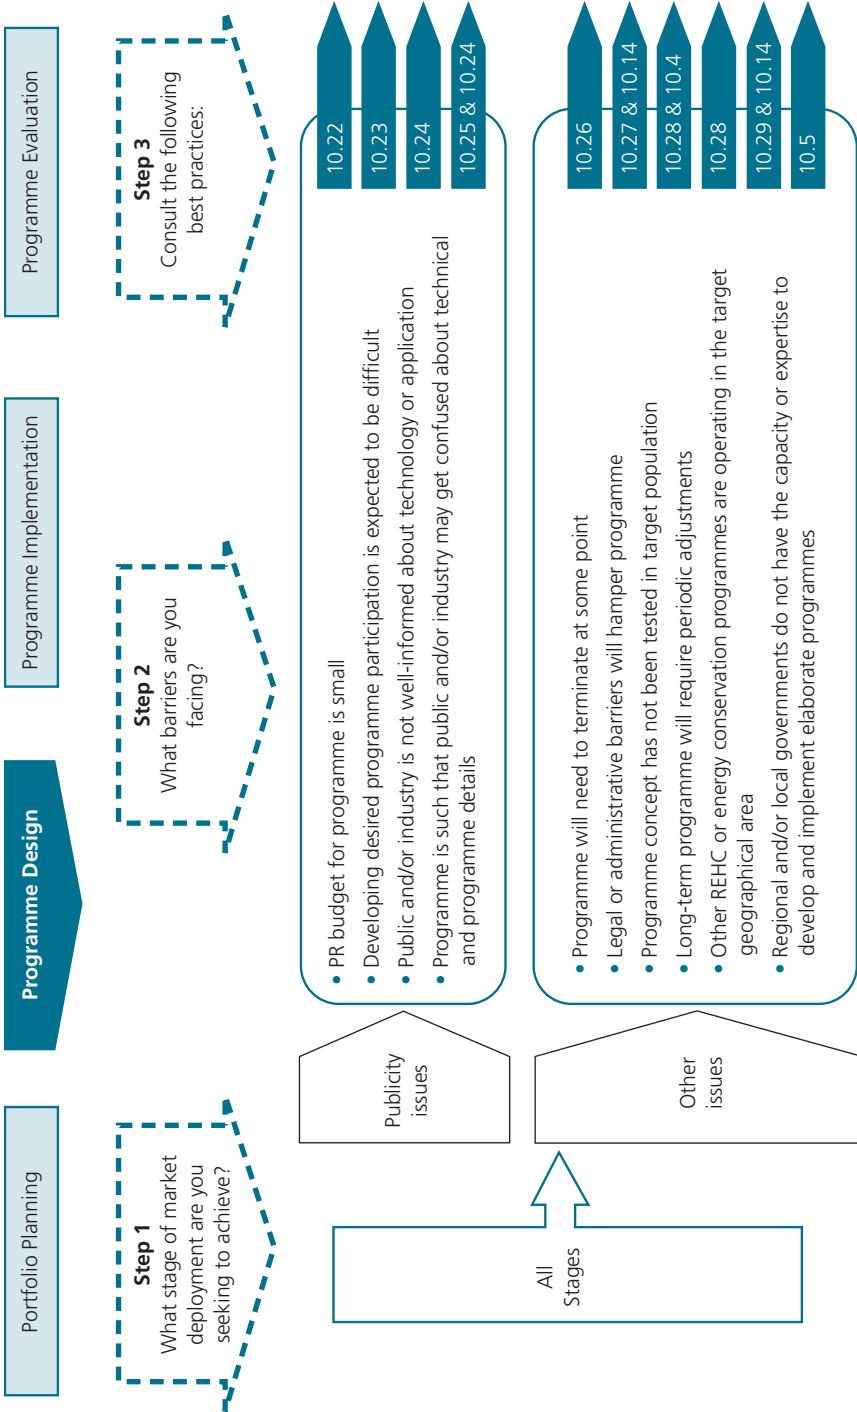 Portfolio Planning
Programme Design
Programme Implementation
Programme Evaluation
Step 1
What stage of market
deployment are you
seeking to achieve?
Step 2
What barriers are you
facing?
Step 3
Consult the following
best practices:
All
Stages
Publicity
issues
• PR budget for programme is small
• Developing desired programme participation is expected to be difficult
• Public and/or industry is not well-informed about technology or application
• Programme is such that public and/or industry may get confused about technical
and programme details
10.22
10.23
10.24
10.25 & 10.24
Other
issues
• Programme will need to terminate at some point
• Legal or administrative barriers will hamper programme
• Programme concept has not been tested in target population
• Long-term programme will require periodic adjustments
• Other REHC or energy conservation programmes are operating in the target
geographical area
• Regional and/or local governments do not have the capacity or expertise to
develop and implement elaborate programmes
10.26
10.27 & 10.14
10.28 & 10.4
10.28
10.29 & 10.14
10.5